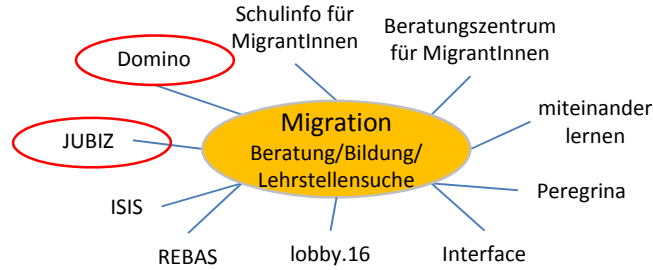 Schulinfo für
MigrantInnen
Beratungszentrum
für MigrantInnen
Domino
miteinander
lernen
JUBIZ
Migration
Beratung/Bildung/
Lehrstellensuche
Peregrina
ISIS
REBAS
lobby.16
Interface